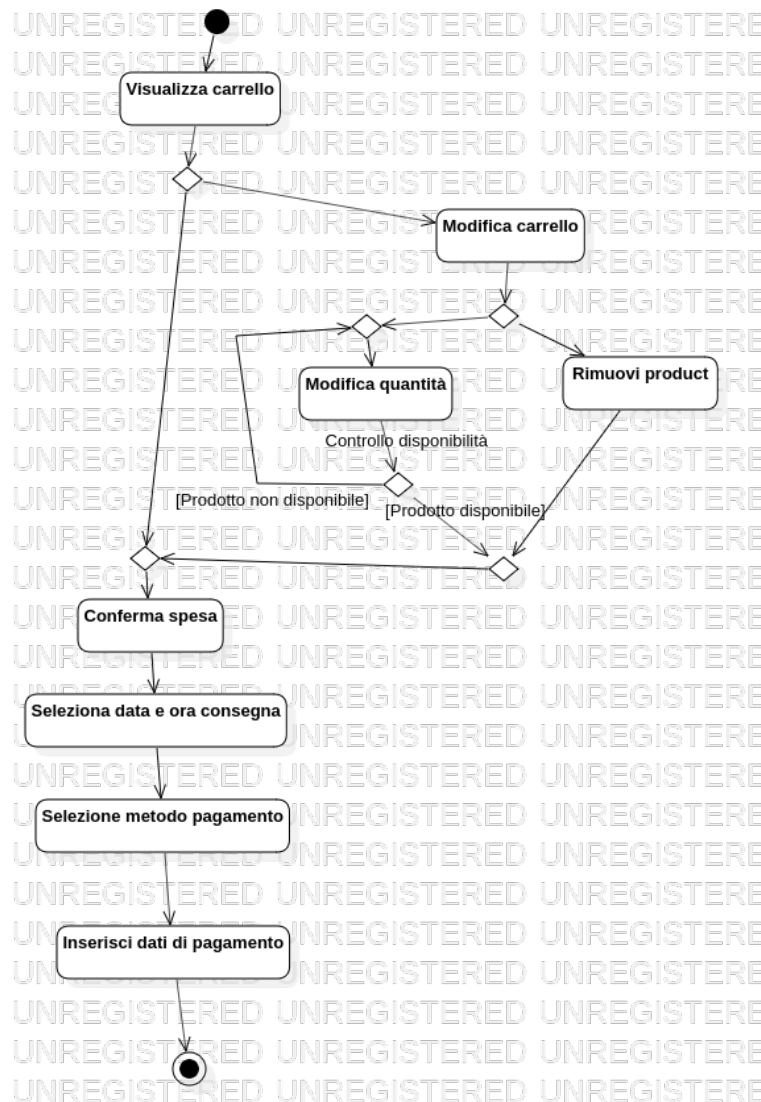 Visualizza carrello
Modifica carrello
Rimuovi product
Modifica quantità
Controllo disponibilità
[Prodotto non disponibile]
[Prodotto disponibile]
Conferma spesa
Seleziona data e ora consegna
Selezione metodo pagamento
Inserisci dati di pagamento
UNREGISTERED UNREGISTERED UNREGISTERE